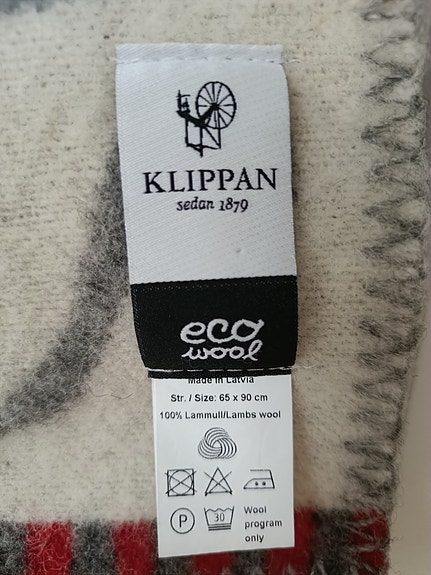 KLIPPAN
sedan 1879
eco
wool
Made in Latvia
Str. / Size: 65 x 90 cm
100% Lammull/Lambs wool
P
30
Wool
program
only